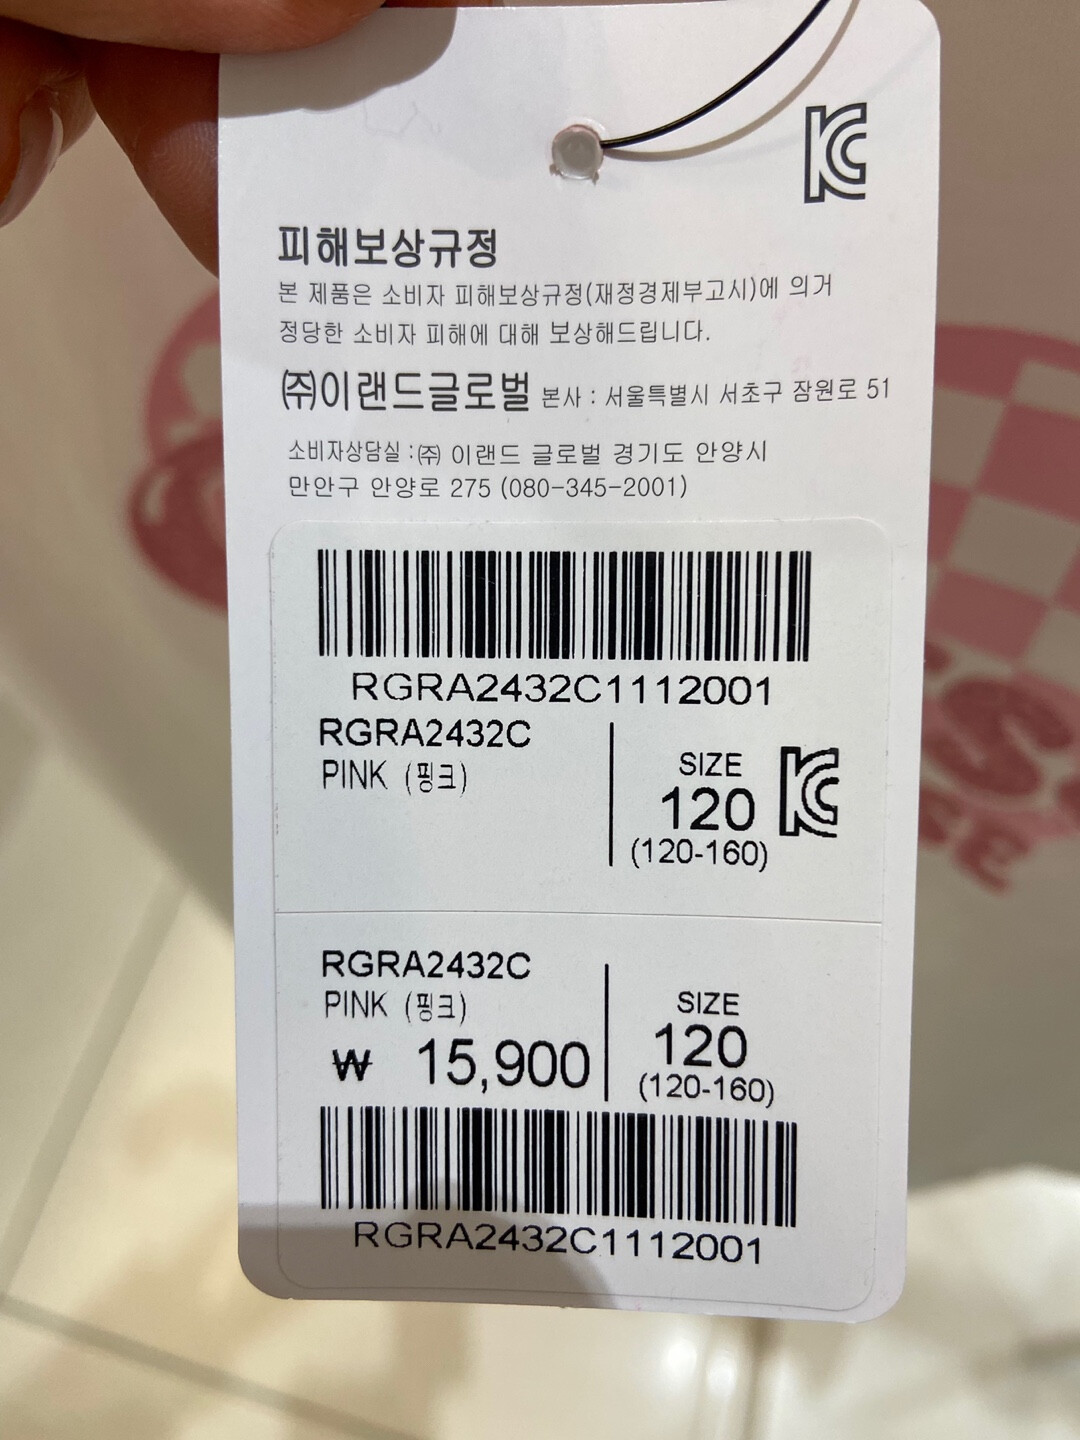 피해보상규정
본 제품은 소비자 피해보상규정(재정경제부고시)에 의거
정당한 소비자 피해에 대해 보상해드립니다.
㈜이랜드글로벌 본사 : 서울특별시 서초구 잠원로 51
소비자상담실 :㈜ 이랜드 글로벌 경기도 안양시
만안구 안양로 275 (080-345-2001)
RGRA2432C1112001
RGRA2432C
PINK (핑크)
SIZE
120
(120-160)
RGRA2432C
PINK (핑크)
₩ 15,900
SIZE
120
(120-160)
RGRA2432C1112001